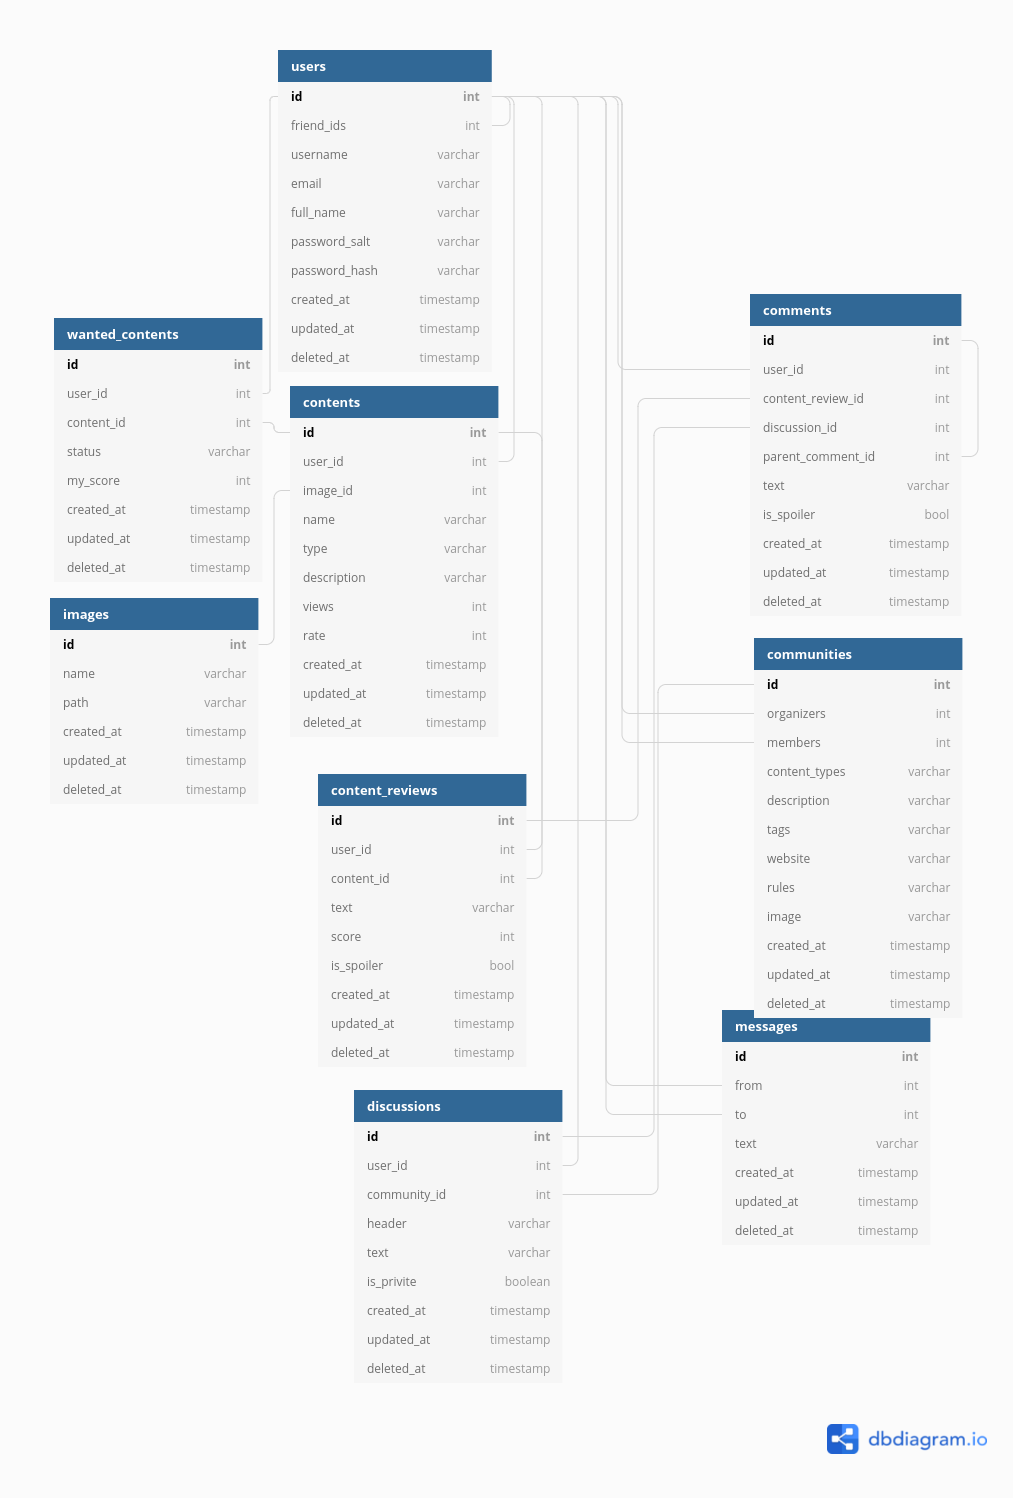 users
id int
friend_ids int
username varchar
email varchar
full_name varchar
password_salt varchar
password_hash varchar
created_at timestamp
updated_at timestamp
deleted_at timestamp
wanted_contents
id int
user_id int
content_id int
status varchar
my_score int
created_at timestamp
updated_at timestamp
deleted_at timestamp
contents
id int
user_id int
image_id int
name varchar
type varchar
description varchar
views int
rate int
created_at timestamp
updated_at timestamp
deleted_at timestamp
images
id int
name varchar
path varchar
created_at timestamp
updated_at timestamp
deleted_at timestamp
content_reviews
id int
user_id int
content_id int
text varchar
score int
is_spoiler bool
created_at timestamp
updated_at timestamp
deleted_at timestamp
discussions
id int
user_id int
community_id int
header varchar
text varchar
is_privite boolean
created_at timestamp
updated_at timestamp
deleted_at timestamp
comments
id int
user_id int
content_review_id int
discussion_id int
parent_comment_id int
text varchar
is_spoiler bool
created_at timestamp
updated_at timestamp
deleted_at timestamp
communities
id int
organizers int
members int
content_types varchar
description varchar
tags varchar
website varchar
rules varchar
image varchar
created_at timestamp
updated_at timestamp
deleted_at timestamp
messages
id int
from int
to int
text varchar
created_at timestamp
updated_at timestamp
deleted_at timestamp
dbdiagram.io